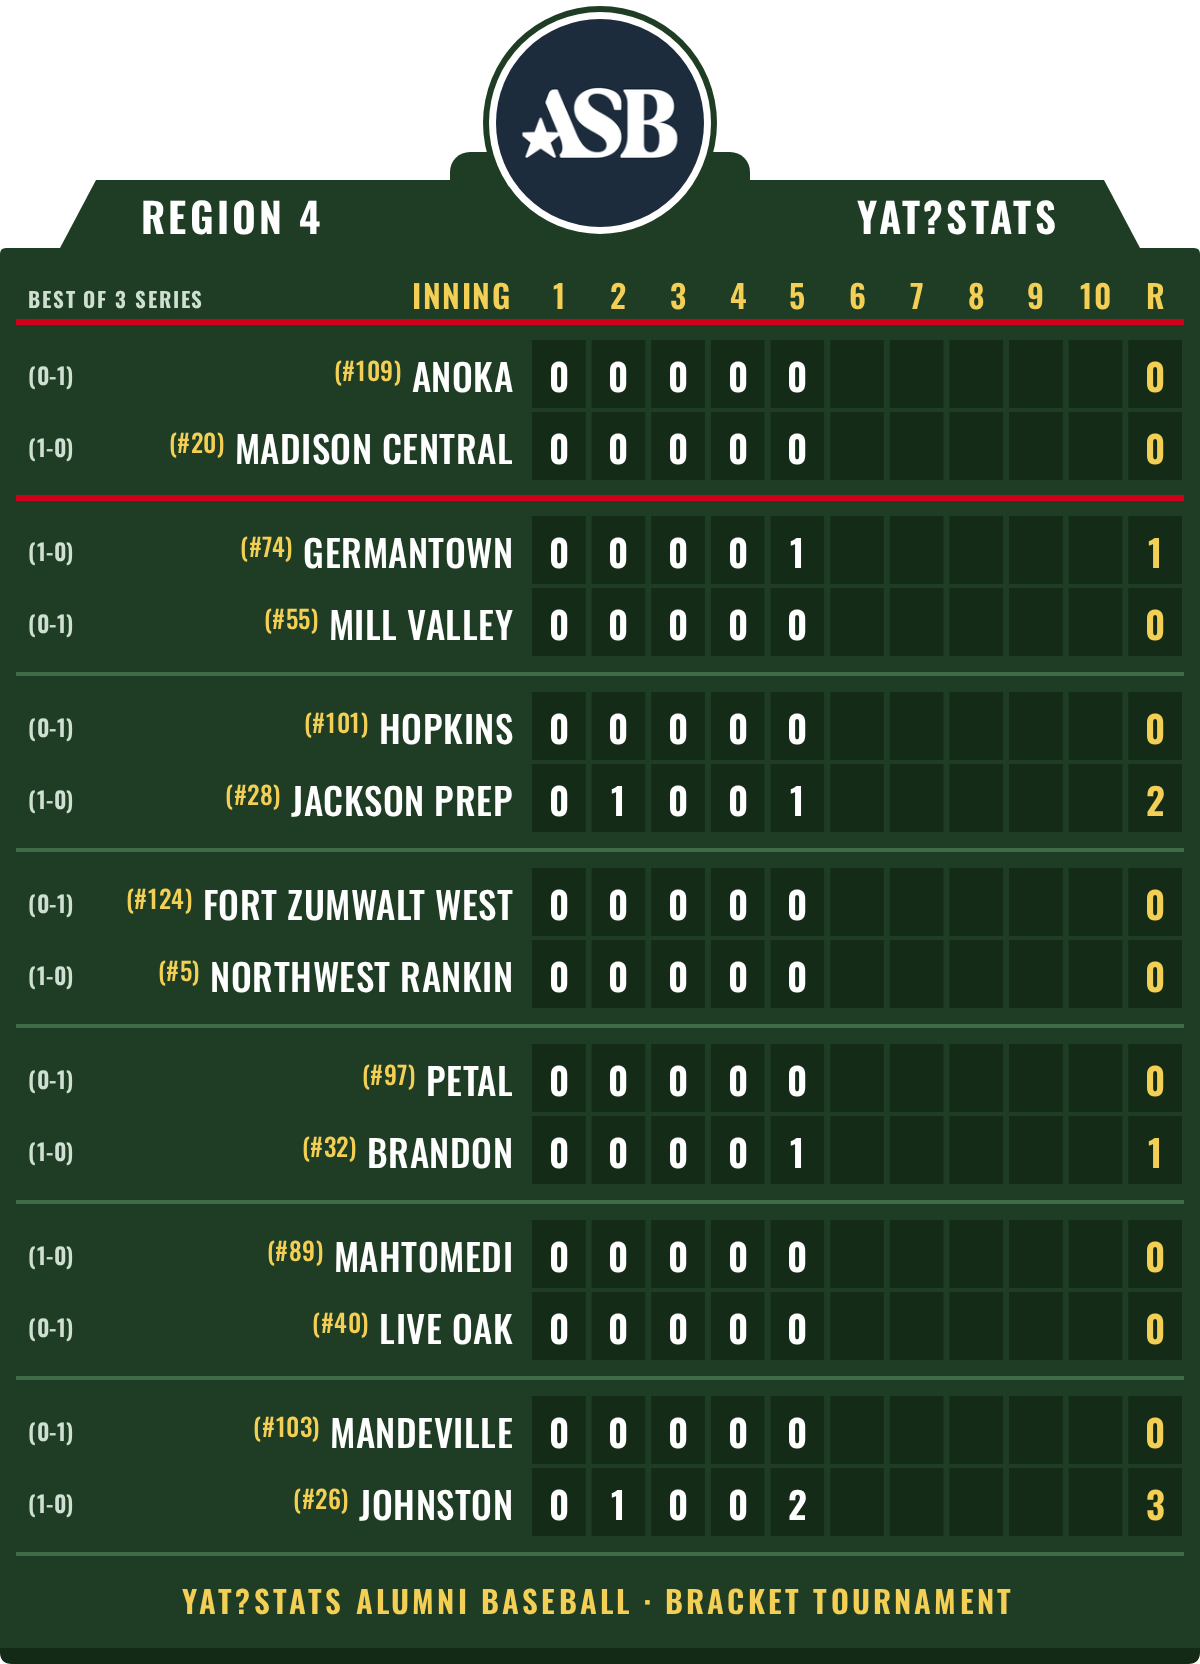 ASB
REGION 4 YAT?STATS
BEST OF 3 SERIES INNING 1 2 3 4 5 6 7 8 9 10 R
(0-1) (#109) ANOKA 0 0 0 0 0 0
(1-0) (#20) MADISON CENTRAL 0 0 0 0 0 0
(1-0) (#74) GERMANTOWN 0 0 0 0 1 1
(0-1) (#55) MILL VALLEY 0 0 0 0 0 0
(0-1) (#101) HOPKINS 0 0 0 0 0 0
(1-0) (#28) JACKSON PREP 0 1 0 0 1 2
(0-1) (#124) FORT ZUMWALT WEST 0 0 0 0 0 0
(1-0) (#5) NORTHWEST RANKIN 0 0 0 0 0 0
(0-1) (#97) PETAL 0 0 0 0 0 0
(1-0) (#32) BRANDON 0 0 0 0 1 1
(1-0) (#89) MAHTOMEDI 0 0 0 0 0 0
(0-1) (#40) LIVE OAK 0 0 0 0 0 0
(0-1) (#103) MANDEVILLE 0 0 0 0 0 0
(1-0) (#26) JOHNSTON 0 1 0 0 2 3
YAT?STATS ALUMNI BASEBALL · BRACKET TOURNAMENT